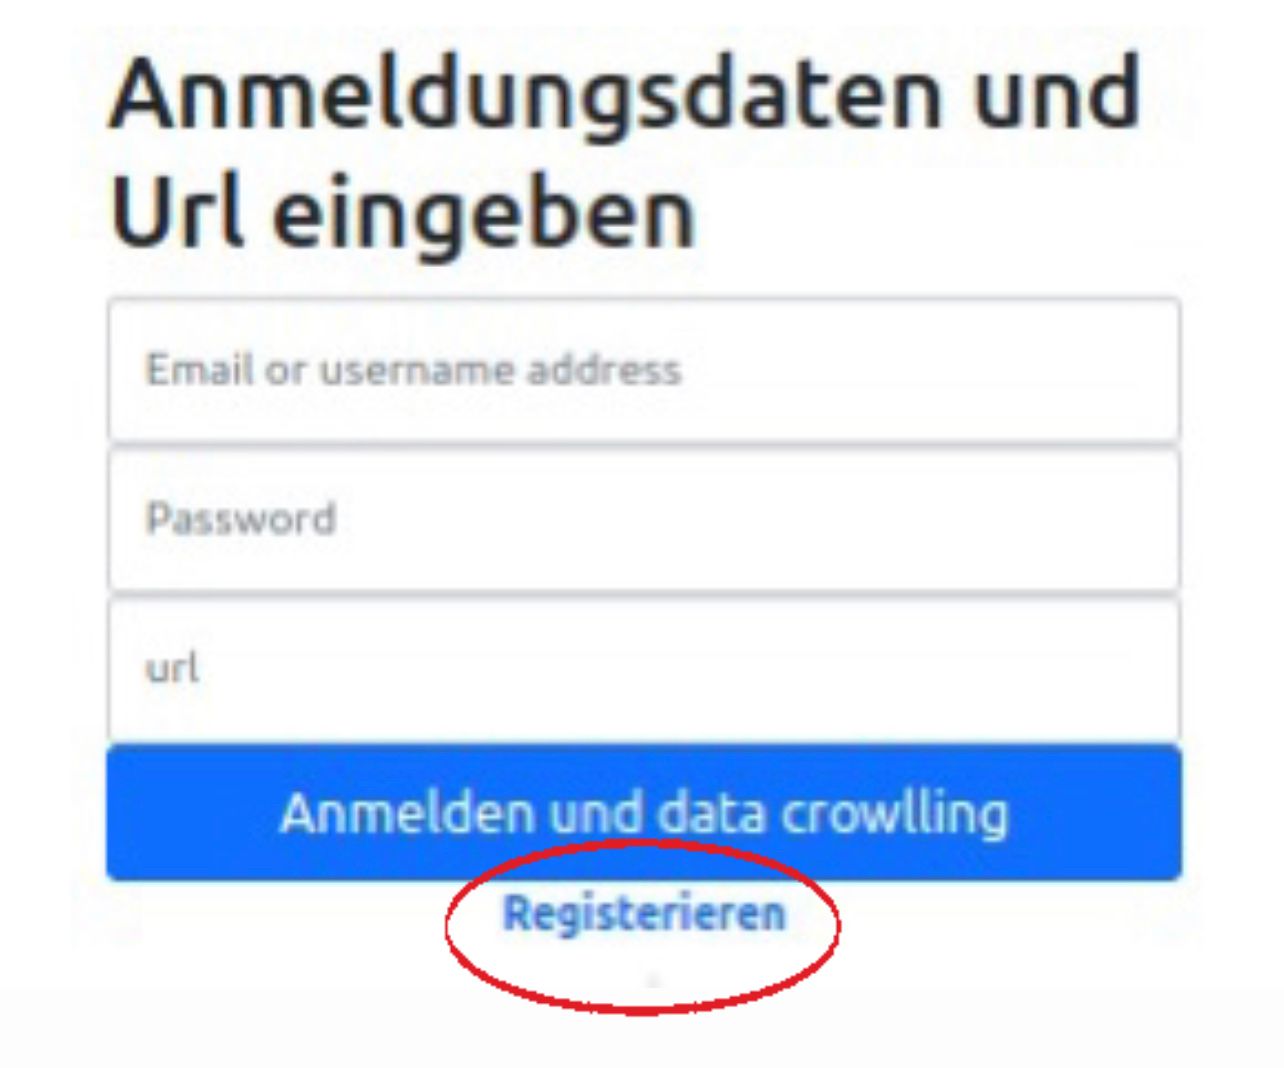 Anmeldungsdaten und
Url eingeben
Email or username address
Password
url
Anmelden und data crowlling
Registerieren